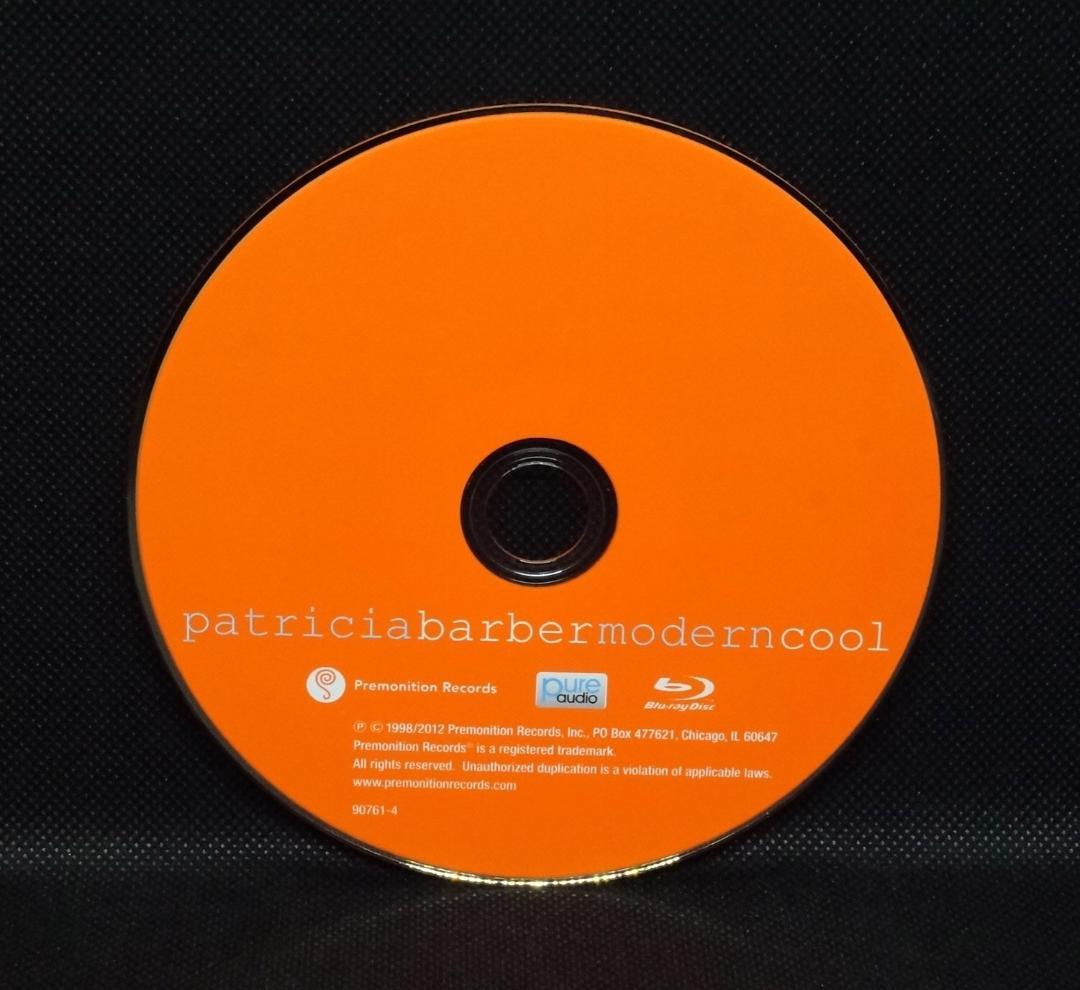 patriciabarbermoderncool
Premonition Records
pure audio
Blu-ray Disc
℗ © 1998/2012 Premonition Records, Inc., PO Box 477621, Chicago, IL 60647
Premonition Records® is a registered trademark.
All rights reserved. Unauthorized duplication is a violation of applicable laws.
www.premonitionrecords.com
90761-4